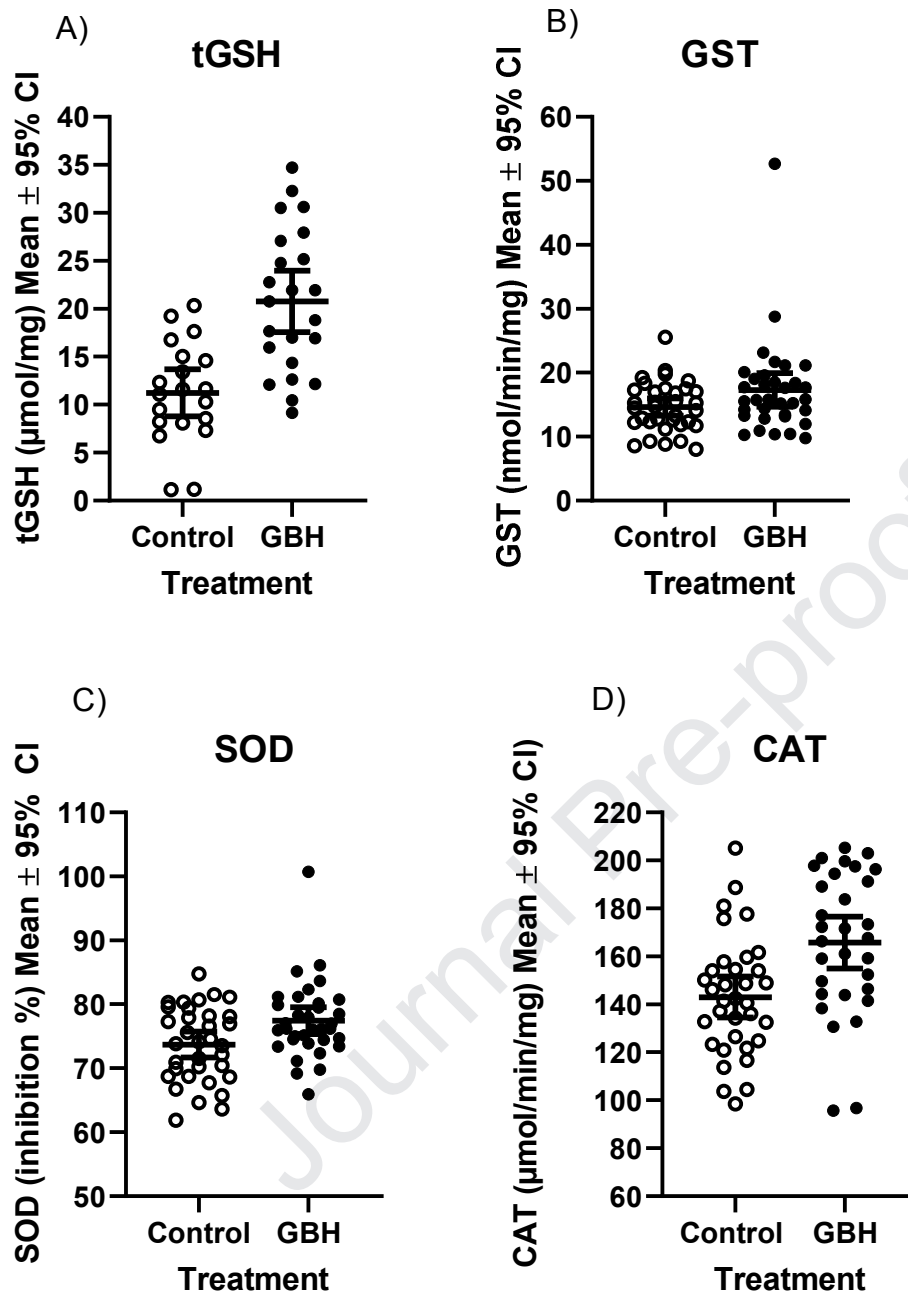 A)
tGSH
tGSH (µmol/mg) Mean ± 95% CI
40
35
30
25
20
15
10
5
0
Control GBH
Treatment
B)
GST
GST (nmol/min/mg) Mean ± 95% CI
60
50
40
30
20
10
0
Control GBH
Treatment
C)
SOD
SOD (inhibition %) Mean ± 95% CI
110
100
90
80
70
60
50
Control GBH
Treatment
D)
CAT
CAT (µmol/min/mg) Mean ± 95% CI)
220
200
180
160
140
120
100
80
60
Control GBH
Treatment
Journal Pre-proof